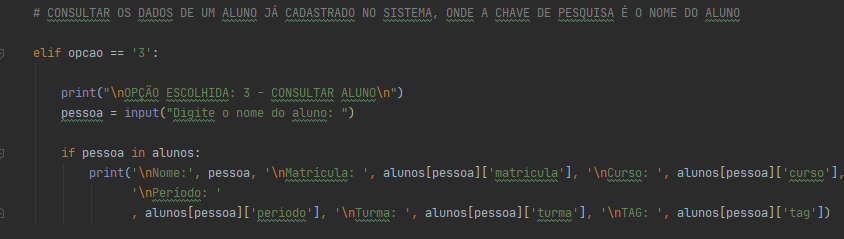 # CONSULTAR OS DADOS DE UM ALUNO JÁ CADASTRADO NO SISTEMA, ONDE A CHAVE DE PESQUISA É O NOME DO ALUNO
elif opcao == '3':
print("\nOPÇÃO ESCOLHIDA: 3 - CONSULTAR ALUNO\n")
pessoa = input("Digite o nome do aluno: ")
if pessoa in alunos:
print('\nNome:', pessoa, '\nMatrícula: ', alunos[pessoa]['matricula'], '\nCurso: ', alunos[pessoa]['curso'],
'\nPeríodo: '
, alunos[pessoa]['periodo'], '\nTurma: ', alunos[pessoa]['turma'], '\nTAG: ', alunos[pessoa]['tag'])